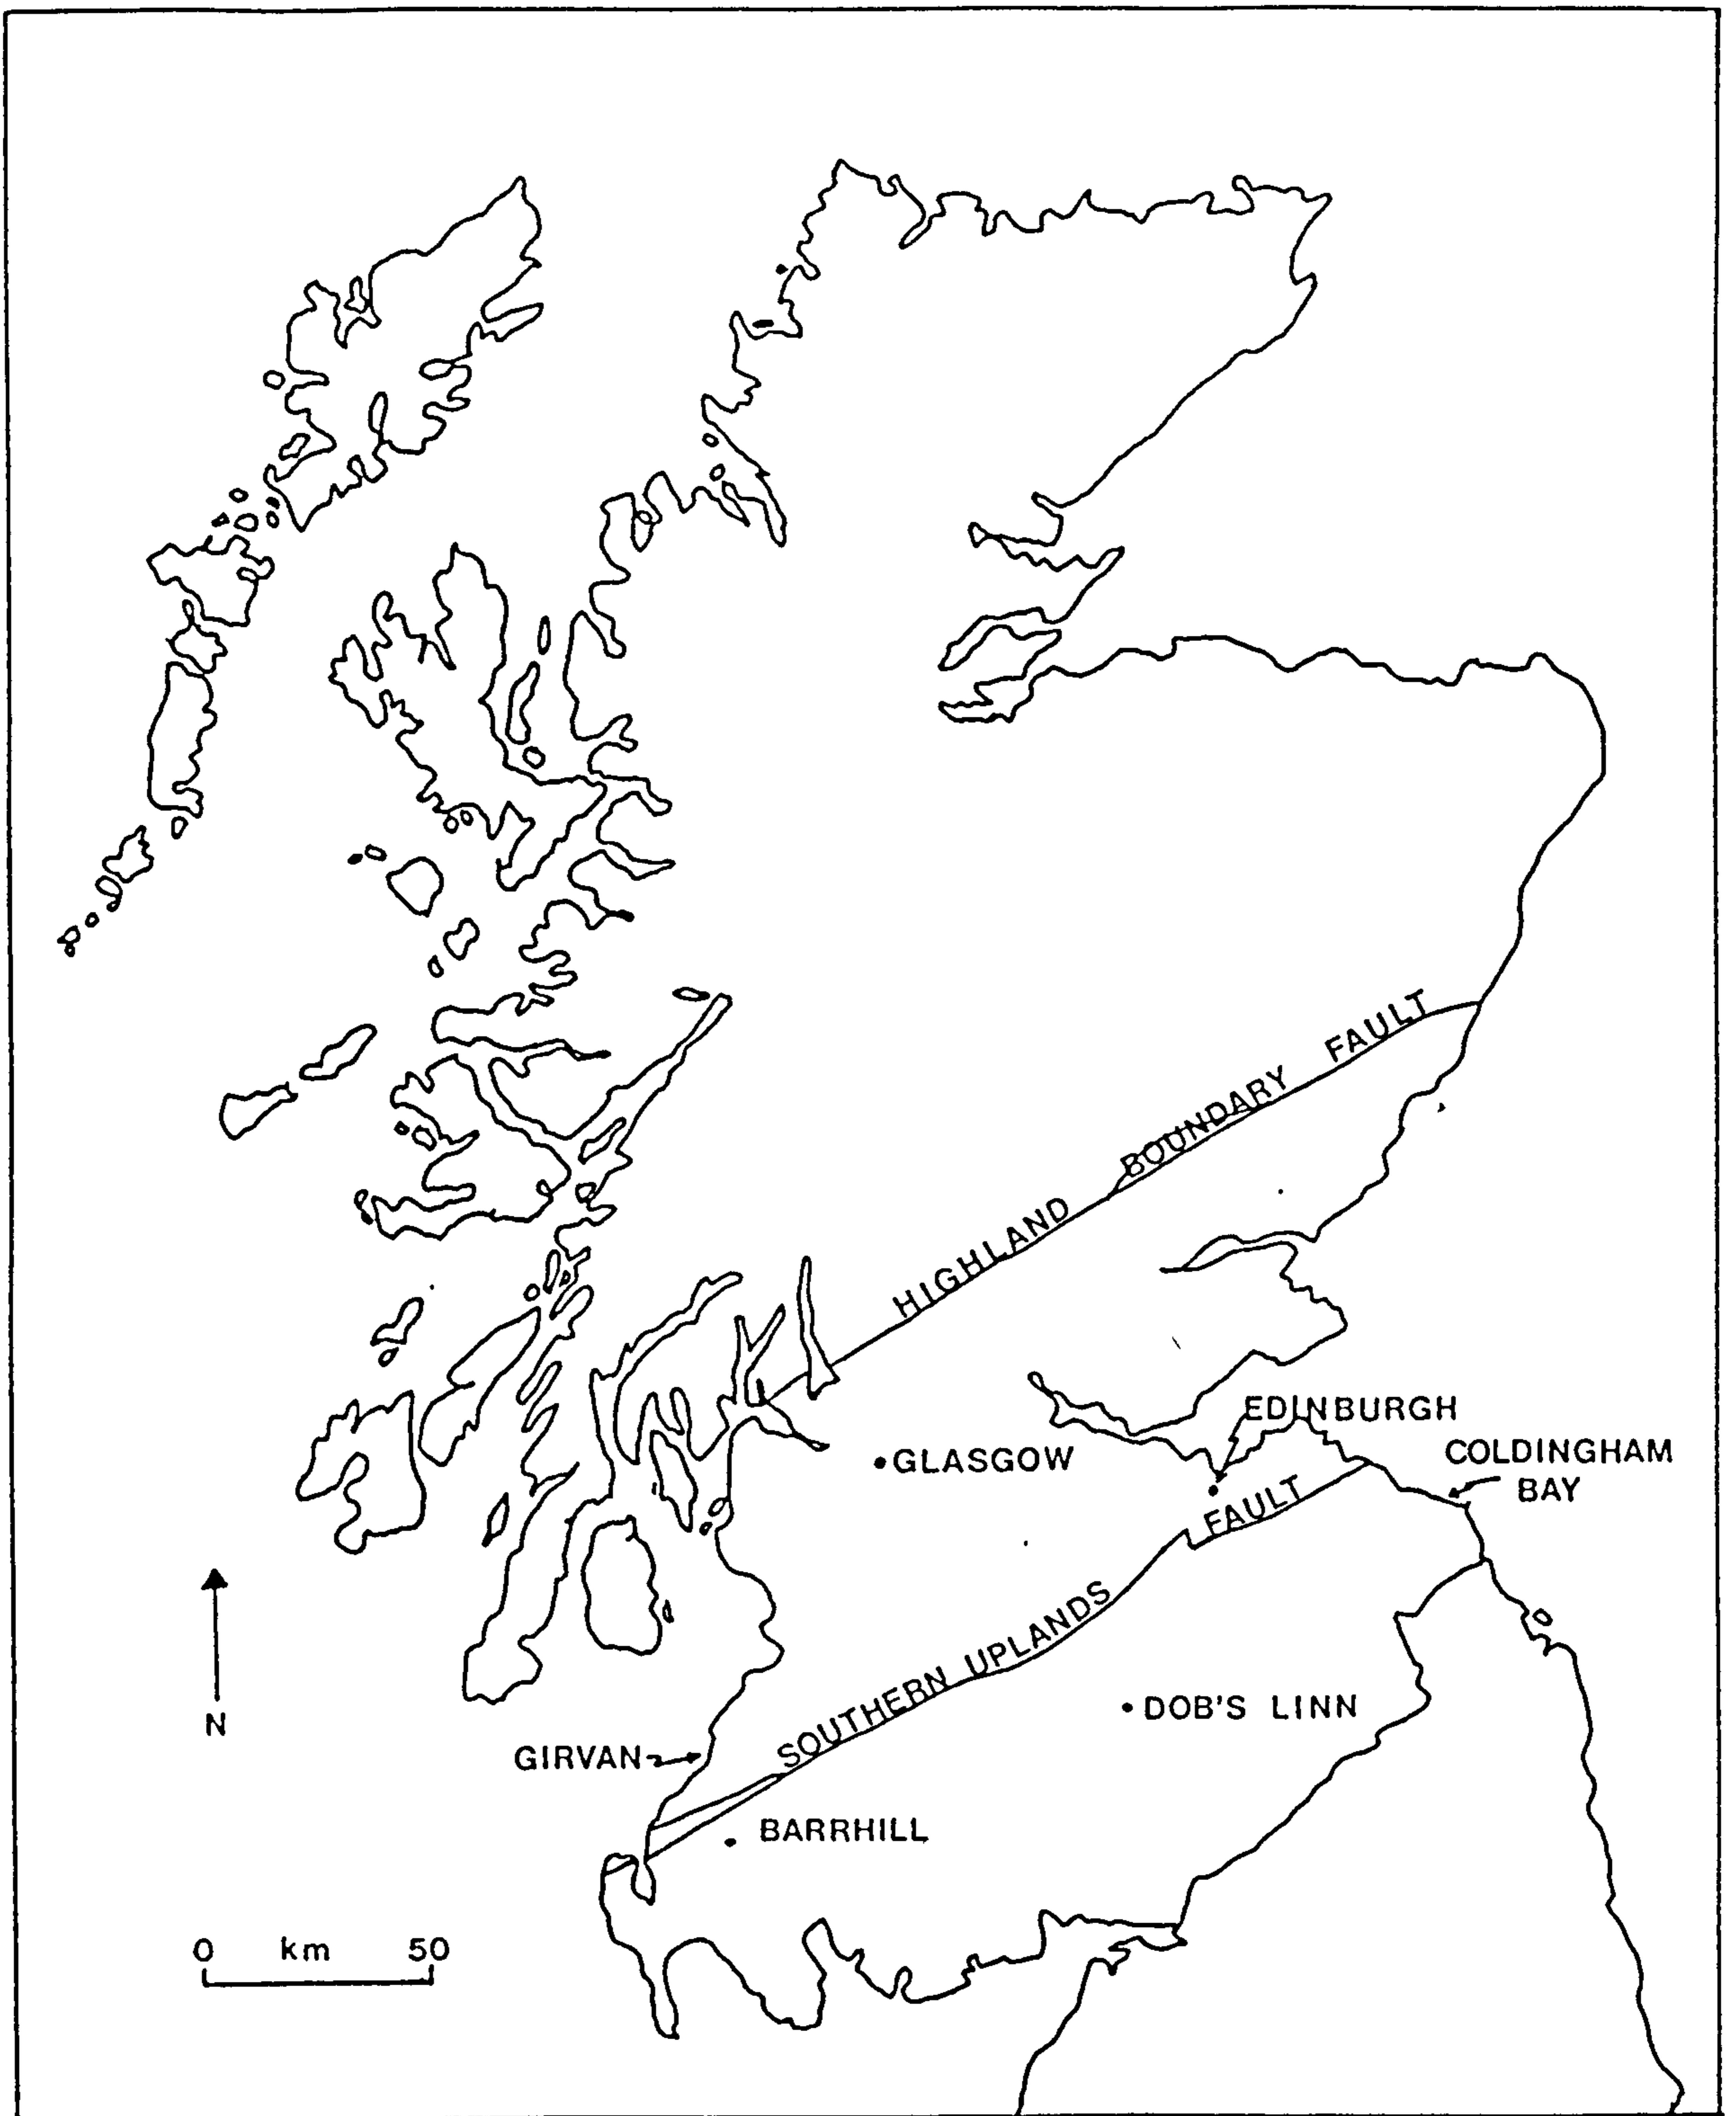 HIGHLAND BOUNDARY FAULT
EDINBURGH
GLASGOW
COLDINGHAM
BAY
SOUTHERN UPLANDS FAULT
DOB'S LINN
N
GIRVAN
BARRHILL
0 km 50